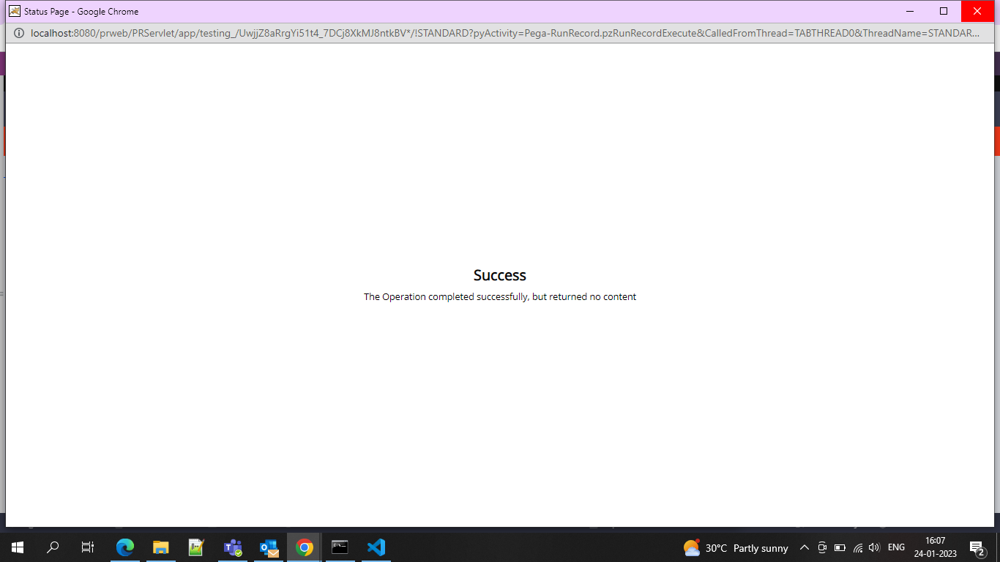 Status Page - Google Chrome
localhost:8080/prweb/PRServlet/app/testing_/UwjjZ8aRrgYi51t4_7DCj8XkMJ8ntkBV*/!STANDARD?pyActivity=Pega-RunRecord.pzRunRecordExecute&CalledFromThread=TABTHREAD0&ThreadName=STANDAR...
Success
The Operation completed successfully, but returned no content
30°C Partly sunny
ENG
16:07
24-01-2023
2